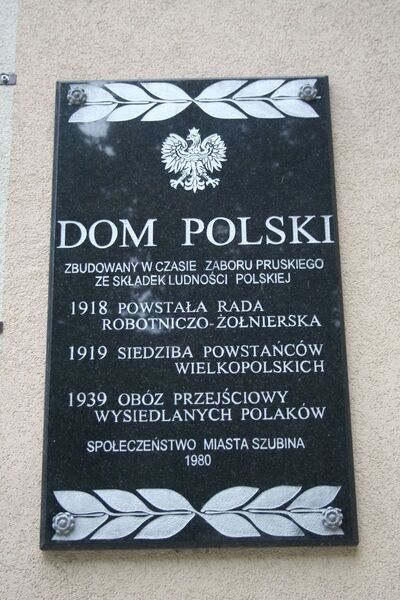 DOM POLSKI
ZBUDOWANY W CZASIE ZABORU PRUSKIEGO
ZE SKŁADEK LUDNOŚCI POLSKIEJ
1918 POWSTAŁA RADA
ROBOTNICZO-ŻOŁNIERSKA
1919 SIEDZIBA POWSTAŃCÓW
WIELKOPOLSKICH
1939 OBÓZ PRZEJŚCIOWY
WYSIEDLANYCH POLAKÓW
SPOŁECZEŃSTWO MIASTA SZUBINA
1980